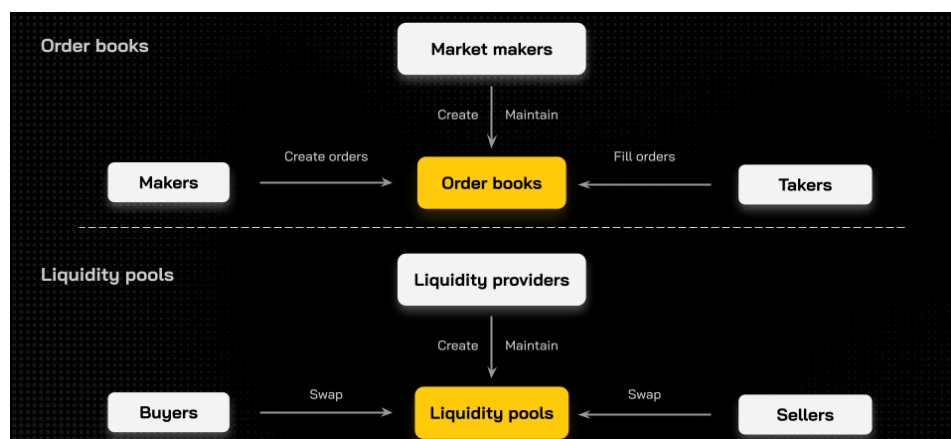 Order books
Market makers
Create Maintain
Create orders
Fill orders
Makers
Order books
Takers
Liquidity pools
Liquidity providers
Create Maintain
Swap
Swap
Buyers
Liquidity pools
Sellers